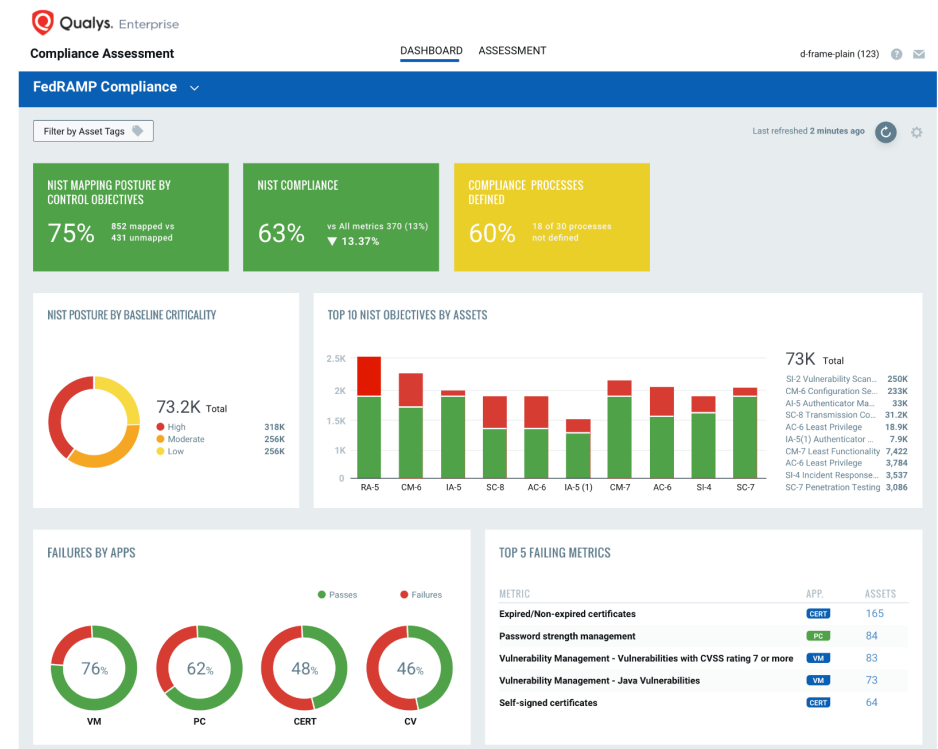 Qualys. Enterprise
Compliance Assessment
DASHBOARD ASSESSMENT
d-frame-plain (123)
FedRAMP Compliance
Filter by Asset Tags
Last refreshed 2 minutes ago
NIST MAPPING POSTURE BY
CONTROL OBJECTIVES
75%
852 mapped vs
431 unmapped
NIST COMPLIANCE
63%
vs All metrics 370 (13%)
▼ 13.37%
COMPLIANCE PROCESSES
DEFINED
60%
18 of 30 processes
not defined
NIST POSTURE BY BASELINE CRITICALITY
73.2K Total
High 318K
Moderate 256K
Low 256K
TOP 10 NIST OBJECTIVES BY ASSETS
2.5K
2K
1.5K
1K
0
RA-5 CM-6 IA-5 SC-8 AC-6 IA-5 (1) CM-7 AC-6 SI-4 SC-7
73K Total
SI-2 Vulnerability Scan... 250K
CM-6 Configuration Se... 233K
AI-5 Authenticator Ma... 33K
SC-8 Transmission Co... 31.2K
AC-6 Least Privilege 18.9K
IA-5(1) Authenticator ... 7.9K
CM-7 Least Functionality 7,422
AC-6 Least Privilege 3,784
SI-4 Incident Response... 3,537
SC-7 Penetration Testing 3,086
FAILURES BY APPS
Passes Failures
76% 62% 48% 46%
VM PC CERT CV
TOP 5 FAILING METRICS
METRIC APP. ASSETS
Expired/Non-expired certificates CERT 165
Password strength management PC 84
Vulnerability Management - Vulnerabilities with CVSS rating 7 or more VM 83
Vulnerability Management - Java Vulnerabilities VM 73
Self-signed certificates CERT 64